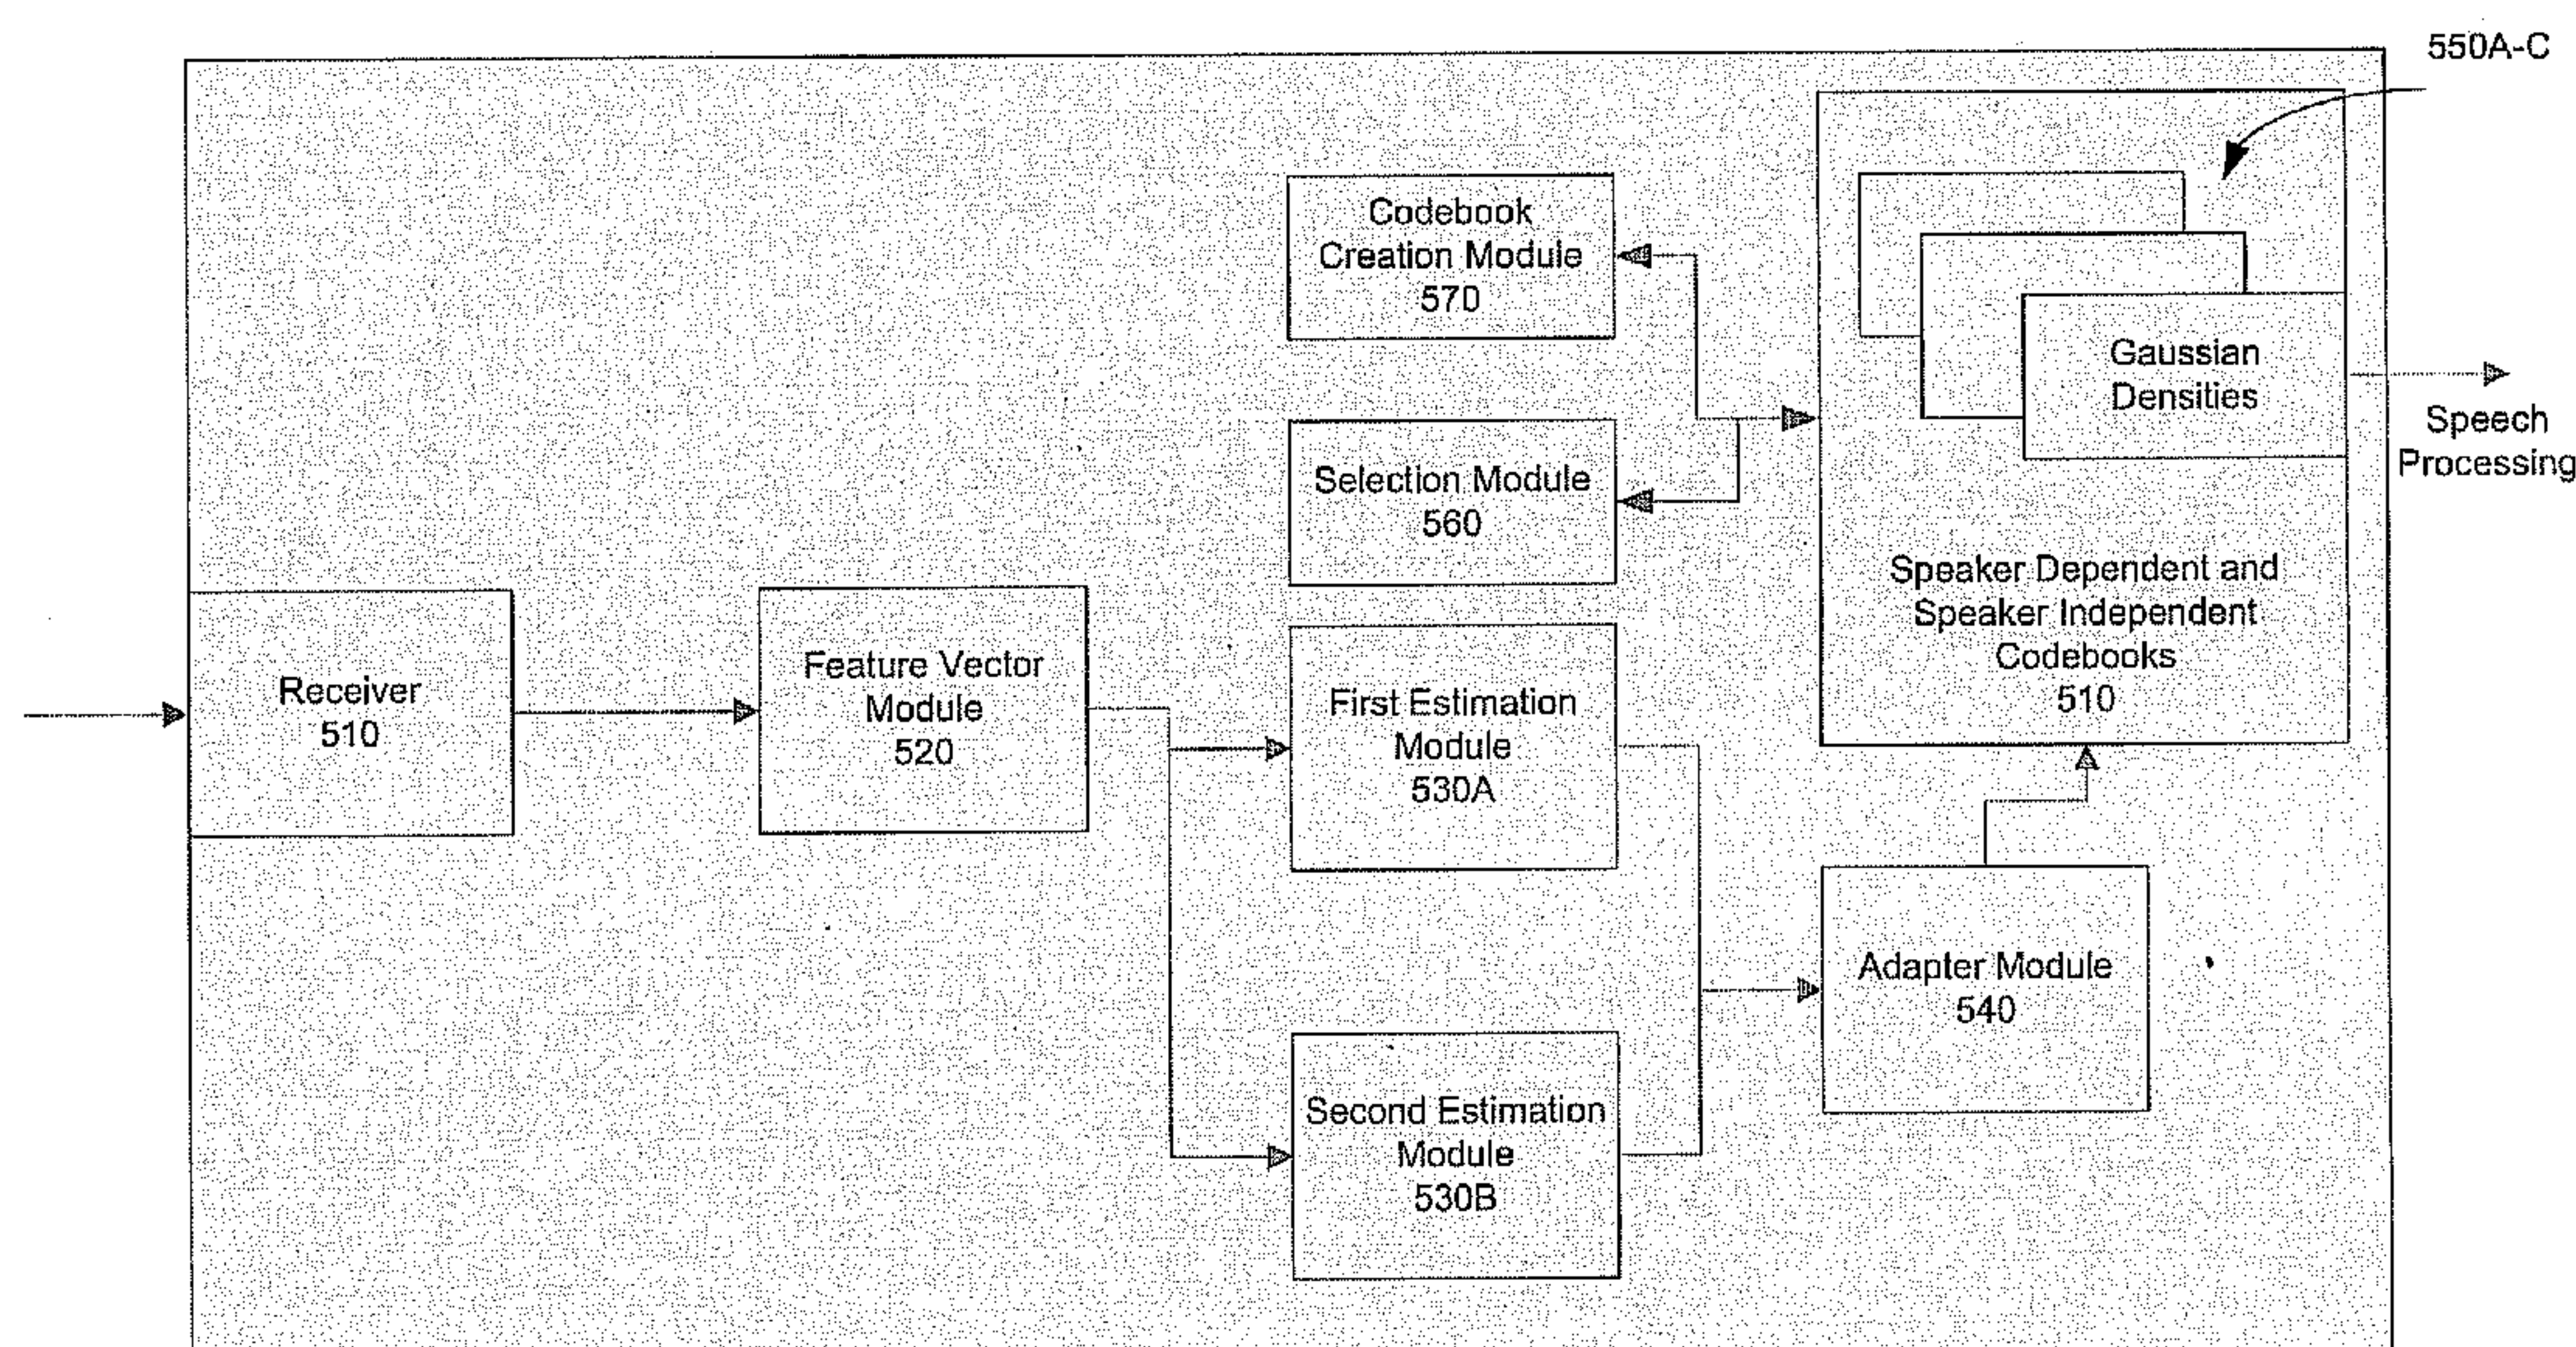 550A-C
Codebook
Creation Module
570
Gaussian
Densities
Speech
Processing
Selection Module
560
Speaker Dependent and
Speaker Independent
Codebooks
510
Receiver
510
Feature Vector
Module
520
First Estimation
Module
530A
Adapter Module
540
Second Estimation
Module
530B